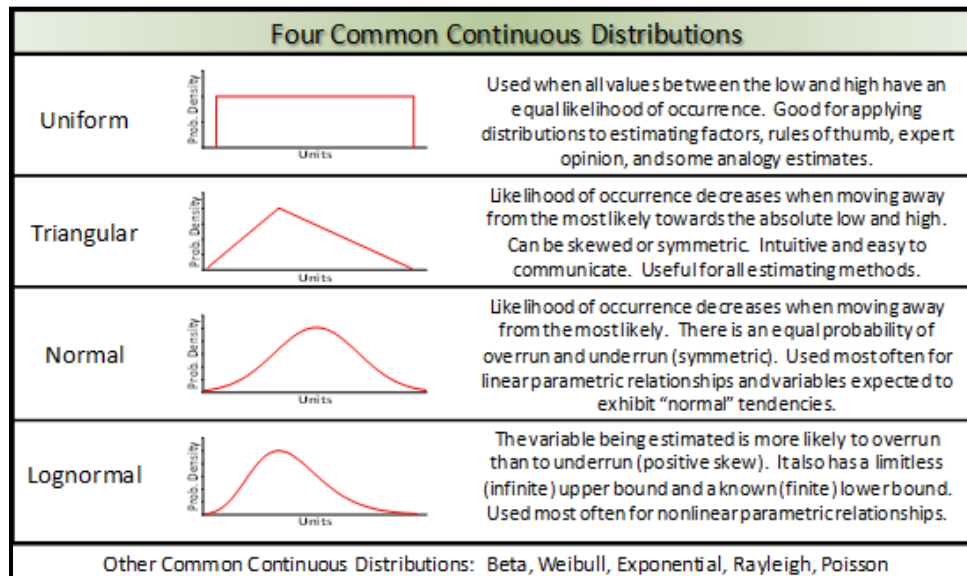 Four Common Continuous Distributions
Uniform
Prob. Density
Units
Used when all values between the low and high have an
equal likelihood of occurrence. Good for applying
distributions to estimating factors, rules of thumb, expert
opinion, and some analogy estimates.
Triangular
Prob. Density
Units
Likelihood of occurrence decreases when moving away
from the most likely towards the absolute low and high.
Can be skewed or symmetric. Intuitive and easy to
communicate. Useful for all estimating methods.
Normal
Prob. Density
Units
Likelihood of occurrence decreases when moving away
from the most likely. There is an equal probability of
overrun and underrun (symmetric). Used most often for
linear parametric relationships and variables expected to
exhibit “normal” tendencies.
Lognormal
Prob. Density
Units
The variable being estimated is more likely to overrun
than to underrun (positive skew). It also has a limitless
(infinite) upper bound and a known (finite) lower bound.
Used most often for nonlinear parametric relationships.
Other Common Continuous Distributions: Beta, Weibull, Exponential, Rayleigh, Poisson